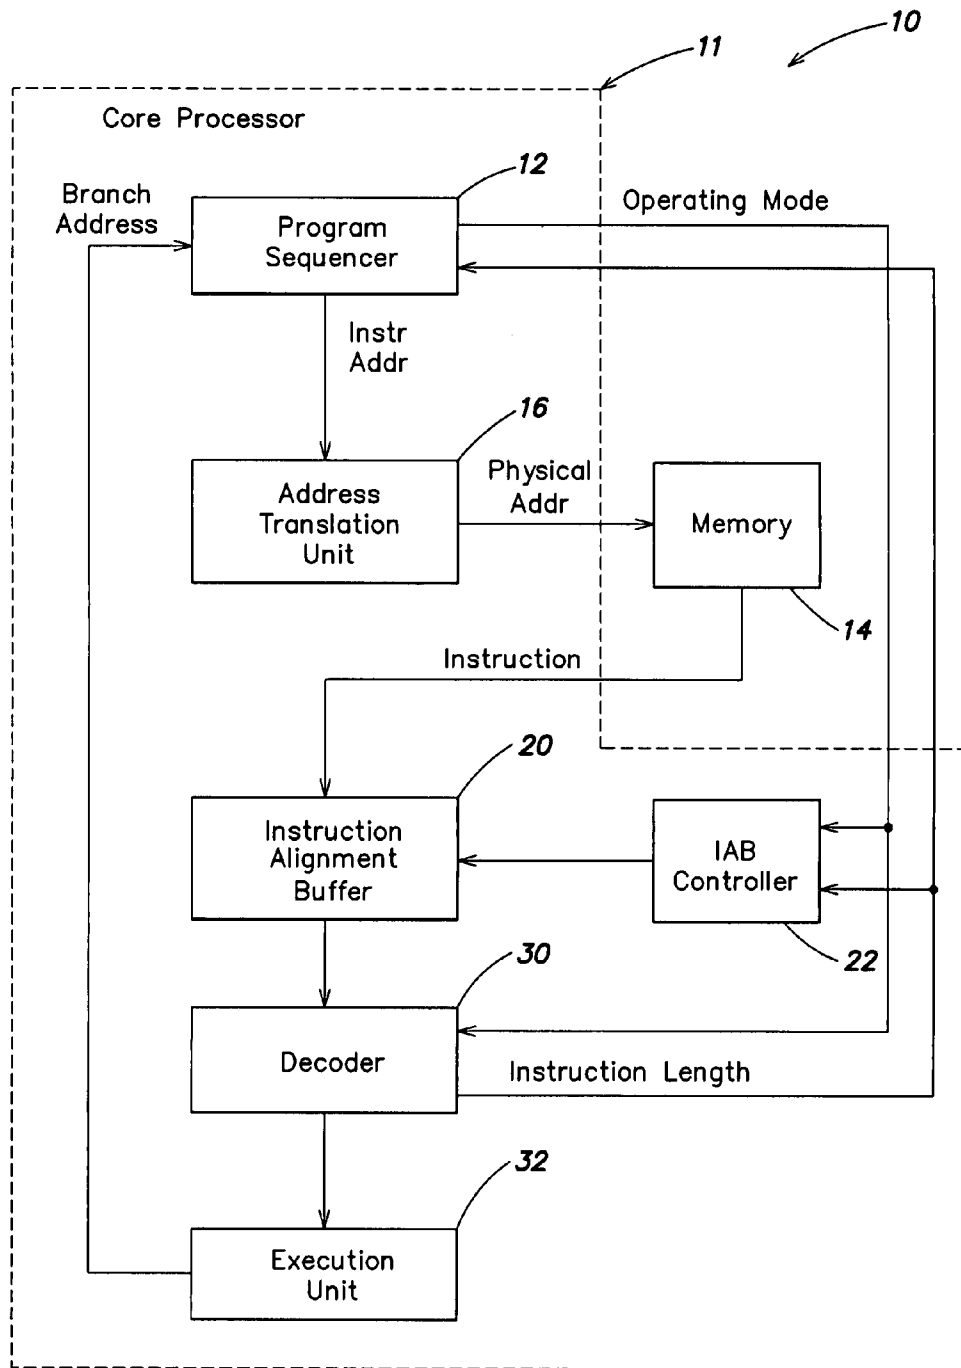 10
11
Core Processor
12
Branch
Address
Operating Mode
Program
Sequencer
Instr
Addr
16
Physical
Addr
Address
Translation
Unit
Memory
14
Instruction
20
Instruction
Alignment
Buffer
IAB
Controller
22
30
Decoder
Instruction Length
32
Execution
Unit